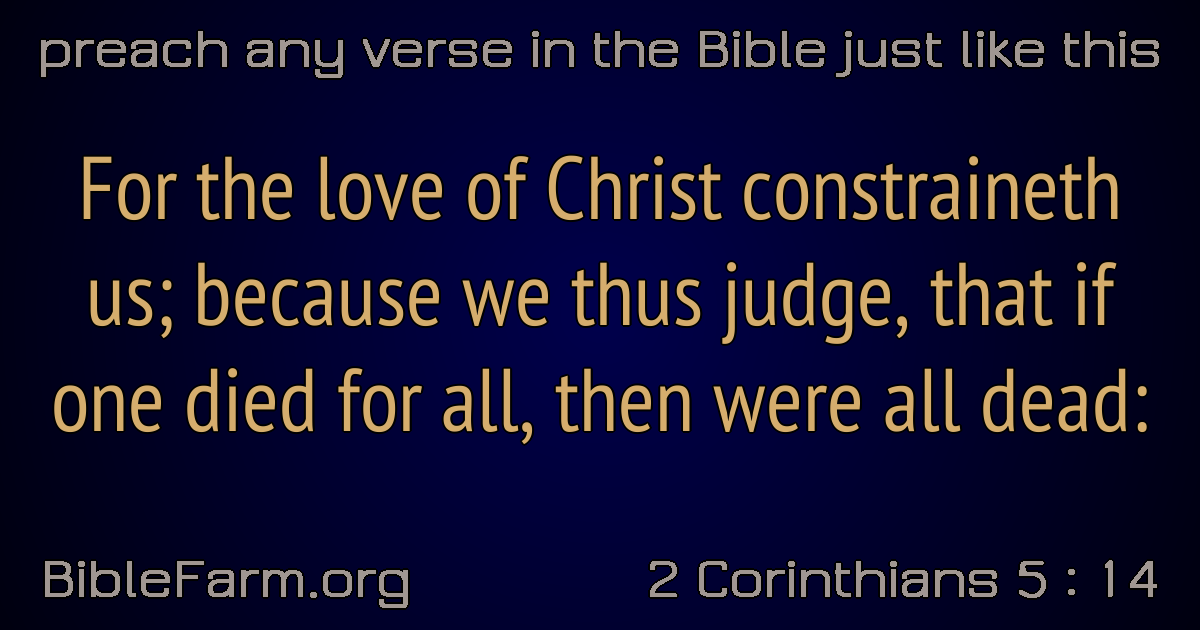 preach any verse in the Bible just like this
For the love of Christ constraineth
us; because we thus judge, that if
one died for all, then were all dead:
BibleFarm.org
2 Corinthians 5 : 14